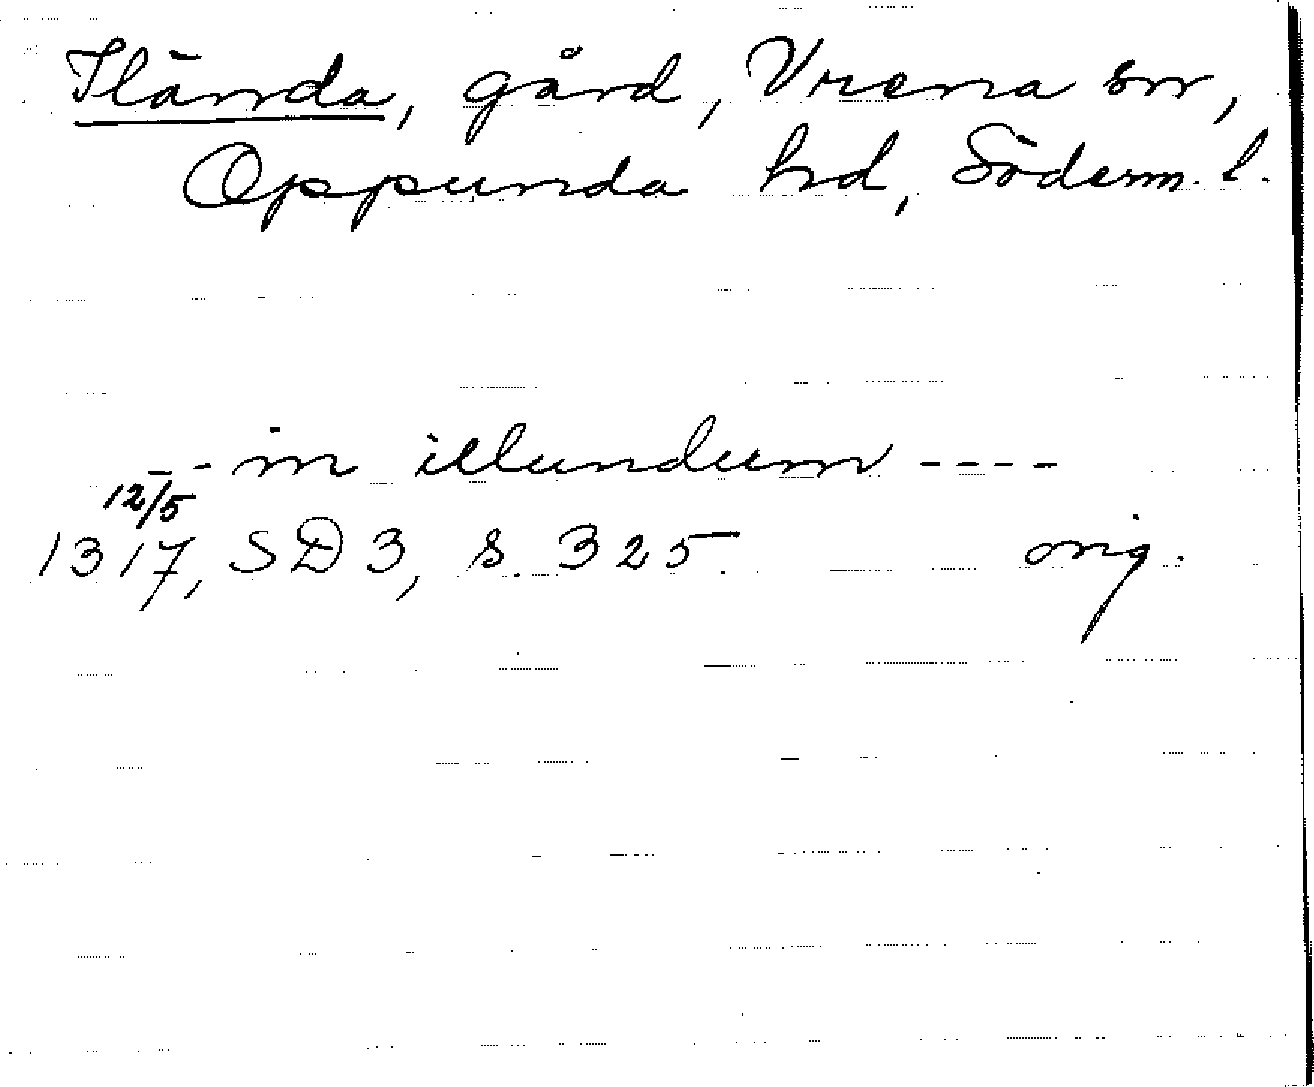 Ilända, gård, Vrena sn,
Oppunda hd, Söderm. l.
-- in illundum ----
12/5
1317, SD 3, s. 325. orig.